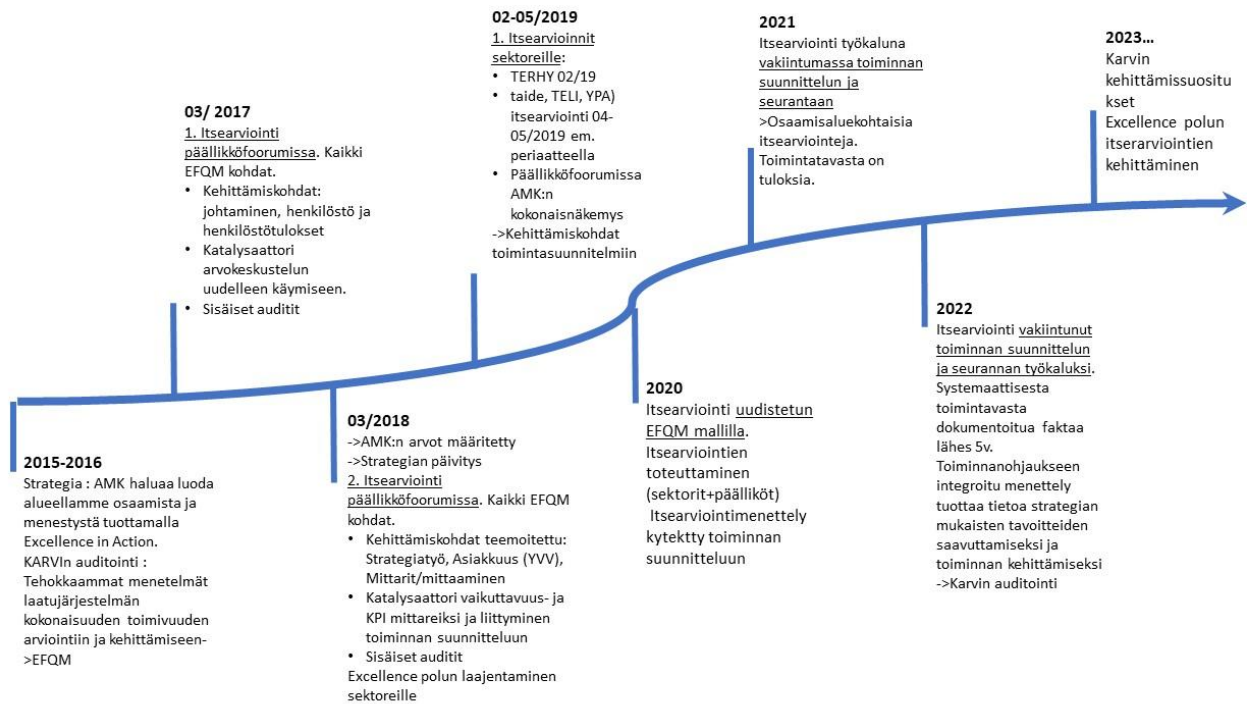 2015-2016
Strategia : AMK haluaa luoda
alueellamme osaamista ja
menestystä tuottamalla
Excellence in Action.
KARVIn auditointi :
Tehokkaammat menetelmät
laatujärjestelmän
kokonaisuuden toimivuuden
arviointiin ja kehittämiseen-
>EFQM
03/ 2017
1. Itsearviointi
päällikköfoorumissa. Kaikki
EFQM kohdat.
• Kehittämiskohdat:
johtaminen, henkilöstö ja
henkilöstötulokset
• Katalysaattori
arvokeskustelun
uudelleen käymiseen.
• Sisäiset auditit
03/2018
->AMK:n arvot määritetty
->Strategian päivitys
2. Itsearviointi
päällikköfoorumissa. Kaikki EFQM
kohdat.
• Kehittämiskohdat teemoitettu:
Strategiatyö, Asiakkuus (YVV),
Mittarit/mittaaminen
• Katalysaattori vaikuttavuus- ja
KPI mittareiksi ja liittyminen
toiminnan suunnitteluun
• Sisäiset auditit
Excellence polun laajentaminen
sektoreille
02-05/2019
1. Itsearvioinnit
sektoreille:
• TERHY 02/19
• taide, TELI, YPA)
itsearviointi 04-
05/2019 em.
periaatteella
• Päällikköfoorumissa
AMK:n
kokonaisnäkemys
->Kehittämiskohdat
toimintasuunnitelmiin
2020
Itsearviointi uudistetun
EFQM mallilla.
Itsearviointien
toteuttaminen
(sektorit+päälliköt)
Itsearviointimenettely
kytektty toiminnan
suunnitteluun
2021
Itsearviointi työkaluna
vakiintumassa toiminnan
suunnittelun ja
seurantaan
>Osaamisaluekohtaisia
itsearviointeja.
Toimintatavasta on
tuloksia.
2022
Itsearviointi vakiintunut
toiminnan suunnittelun
ja seurannan työkaluksi.
Systemaattisesta
toimintavasta
dokumentoitua faktaa
lähes 5v.
Toiminnanohjaukseen
integroitu menettely
tuottaa tietoa strategian
mukaisten tavoitteiden
saavuttamiseksi ja
toiminnan kehittämiseksi
->Karvin auditointi
2023...
Karvin
kehittämissuositu
kset
Excellence polun
itserarviointien
kehittäminen